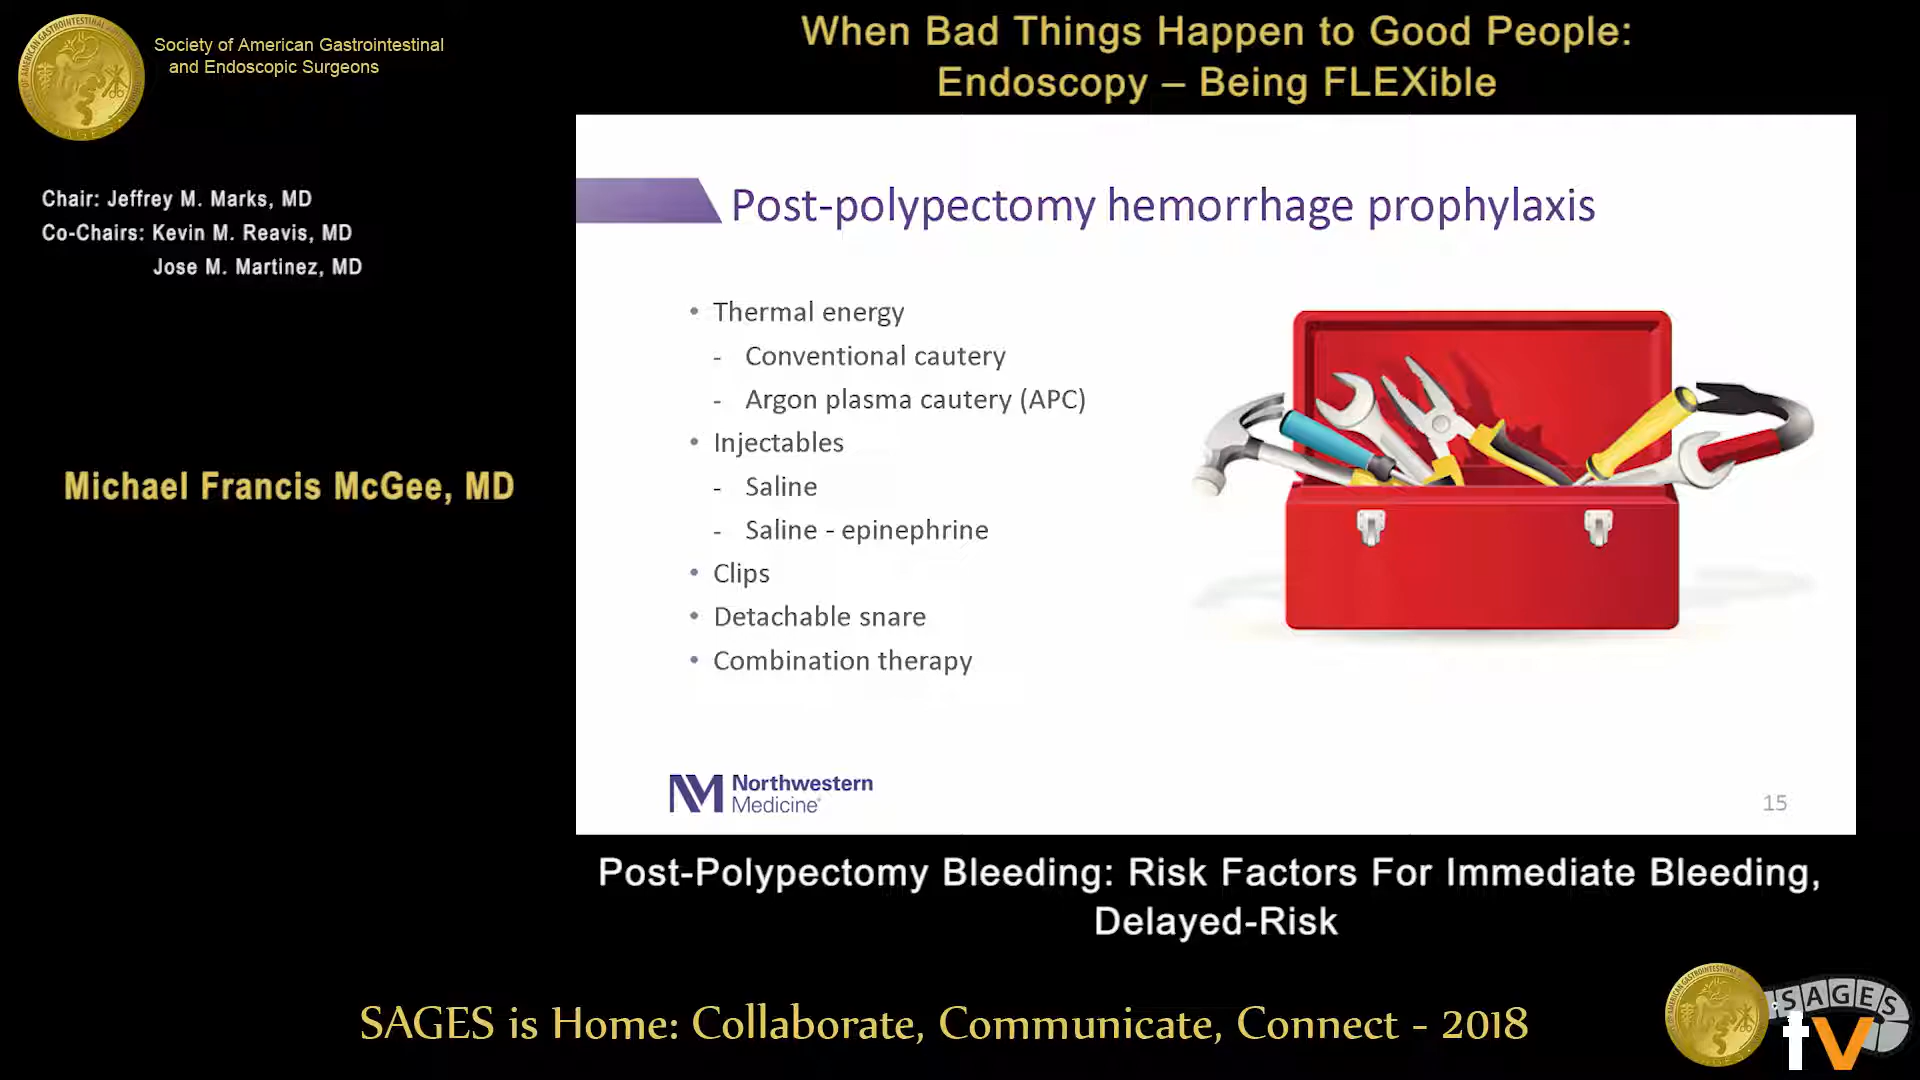 Society of American Gastrointestinal
and Endoscopic Surgeons
When Bad Things Happen to Good People:
Endoscopy – Being FLEXible
Chair: Jeffrey M. Marks, MD
Co-Chairs: Kevin M. Reavis, MD
Jose M. Martinez, MD
Michael Francis McGee, MD
Post-polypectomy hemorrhage prophylaxis
• Thermal energy
- Conventional cautery
- Argon plasma cautery (APC)
• Injectables
- Saline
- Saline - epinephrine
• Clips
• Detachable snare
• Combination therapy
NM Northwestern
Medicine®
15
Post-Polypectomy Bleeding: Risk Factors For Immediate Bleeding,
Delayed-Risk
SAGES is Home: Collaborate, Communicate, Connect - 2018
SAGES
tv